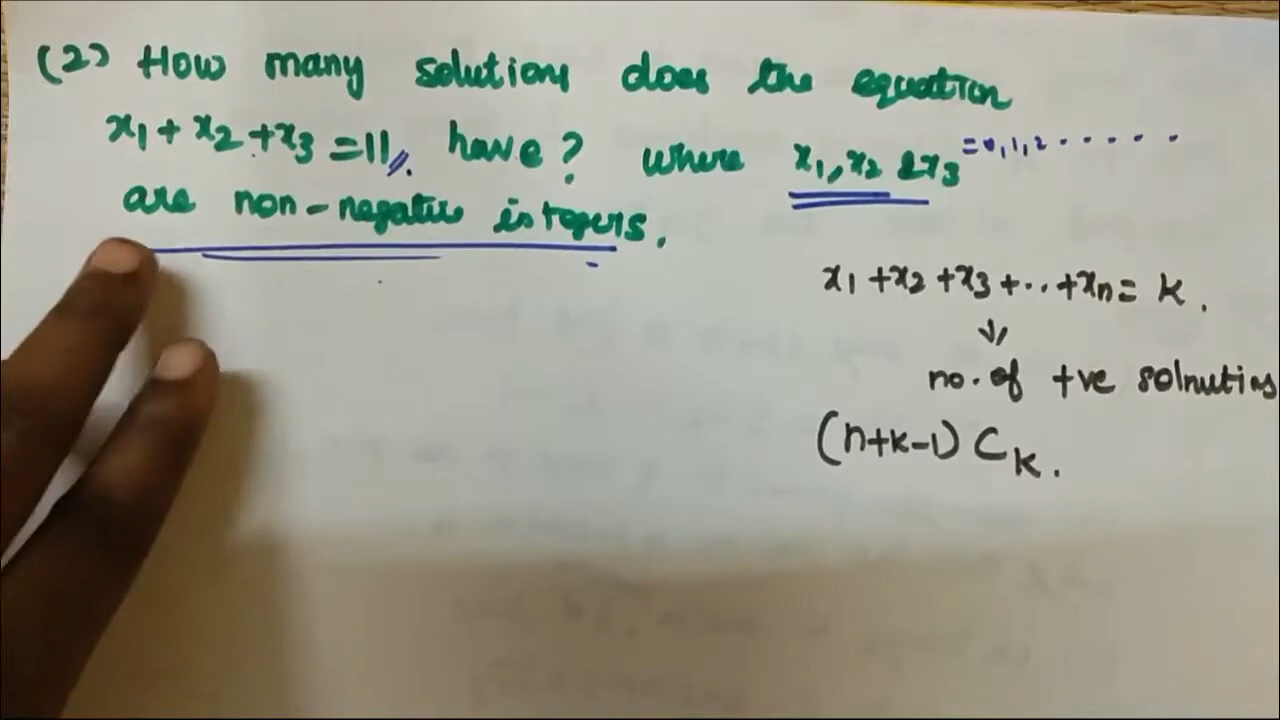 (2) How many solutions does the equation
x₁ + x₂ + x₃ = 11, have? where x₁, x₂ & x₃ = 0, 1, 2 . . . . . .
are non-negative integers.
x₁ + x₂ + x₃ + ... + xₙ = k.
no. of +ve solnutins
(n+k-1) C k.